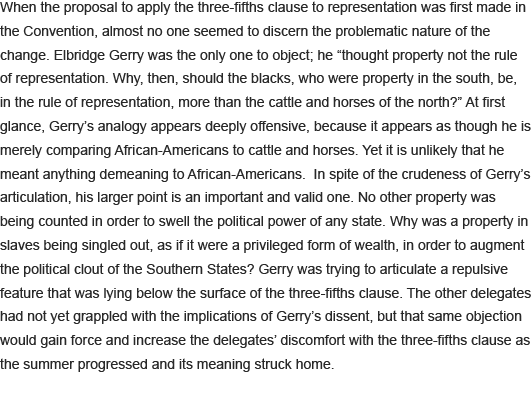 When the proposal to apply the three-fifths clause to representation was first made in
the Convention, almost no one seemed to discern the problematic nature of the
change. Elbridge Gerry was the only one to object; he “thought property not the rule
of representation. Why, then, should the blacks, who were property in the south, be,
in the rule of representation, more than the cattle and horses of the north?” At first
glance, Gerry’s analogy appears deeply offensive, because it appears as though he is
merely comparing African-Americans to cattle and horses. Yet it is unlikely that he
meant anything demeaning to African-Americans.  In spite of the crudeness of Gerry’s
articulation, his larger point is an important and valid one. No other property was
being counted in order to swell the political power of any state. Why was a property in
slaves being singled out, as if it were a privileged form of wealth, in order to augment
the political clout of the Southern States? Gerry was trying to articulate a repulsive
feature that was lying below the surface of the three-fifths clause. The other delegates
had not yet grappled with the implications of Gerry’s dissent, but that same objection
would gain force and increase the delegates’ discomfort with the three-fifths clause as
the summer progressed and its meaning struck home.